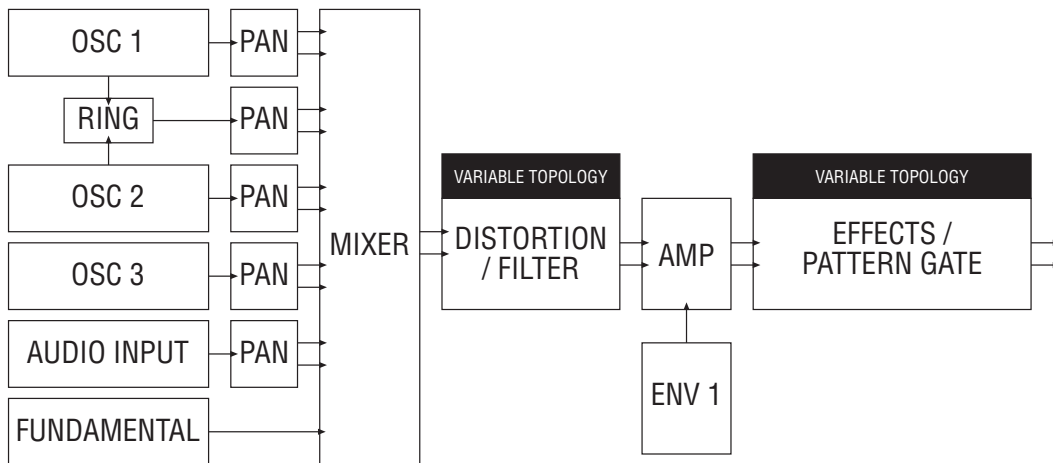 OSC 1
PAN
RING
PAN
OSC 2
PAN
OSC 3
PAN
AUDIO INPUT
PAN
FUNDAMENTAL
MIXER
VARIABLE TOPOLOGY
DISTORTION
/ FILTER
AMP
ENV 1
VARIABLE TOPOLOGY
EFFECTS /
PATTERN GATE